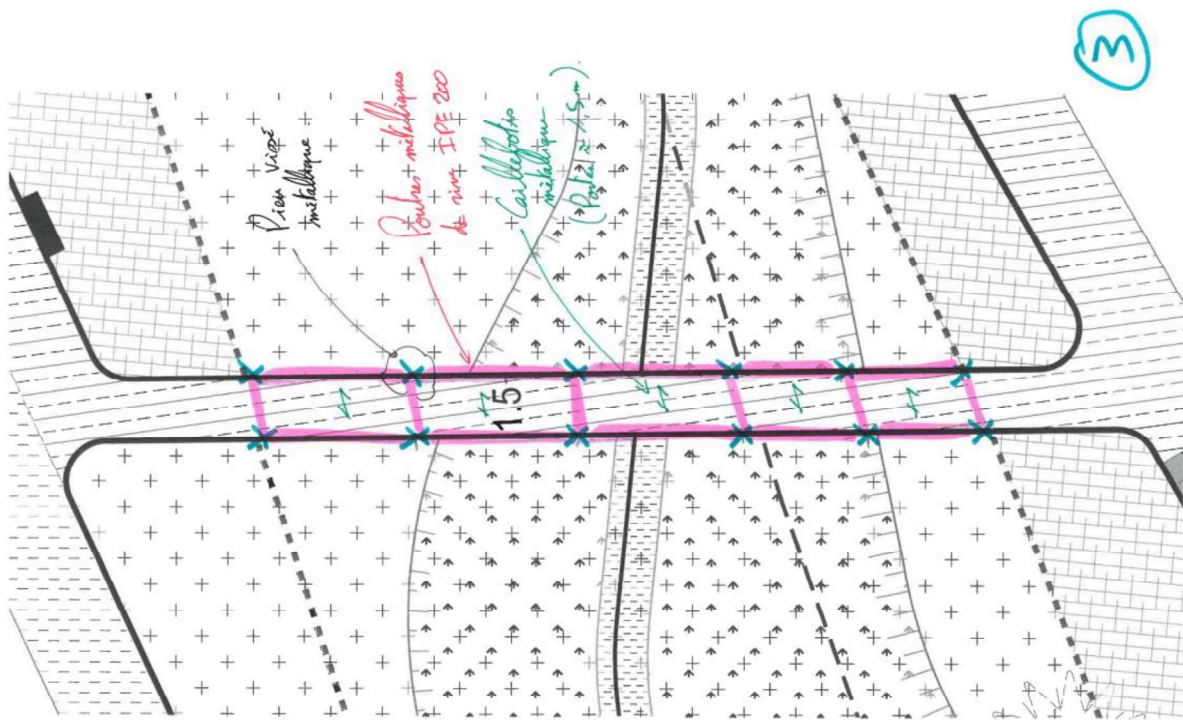 M
Pieu vissé
métallique
Poutres métalliques
de rive IPE 200
Caillebotis
métallique
(Portée ≈ 1.5m).
1.5